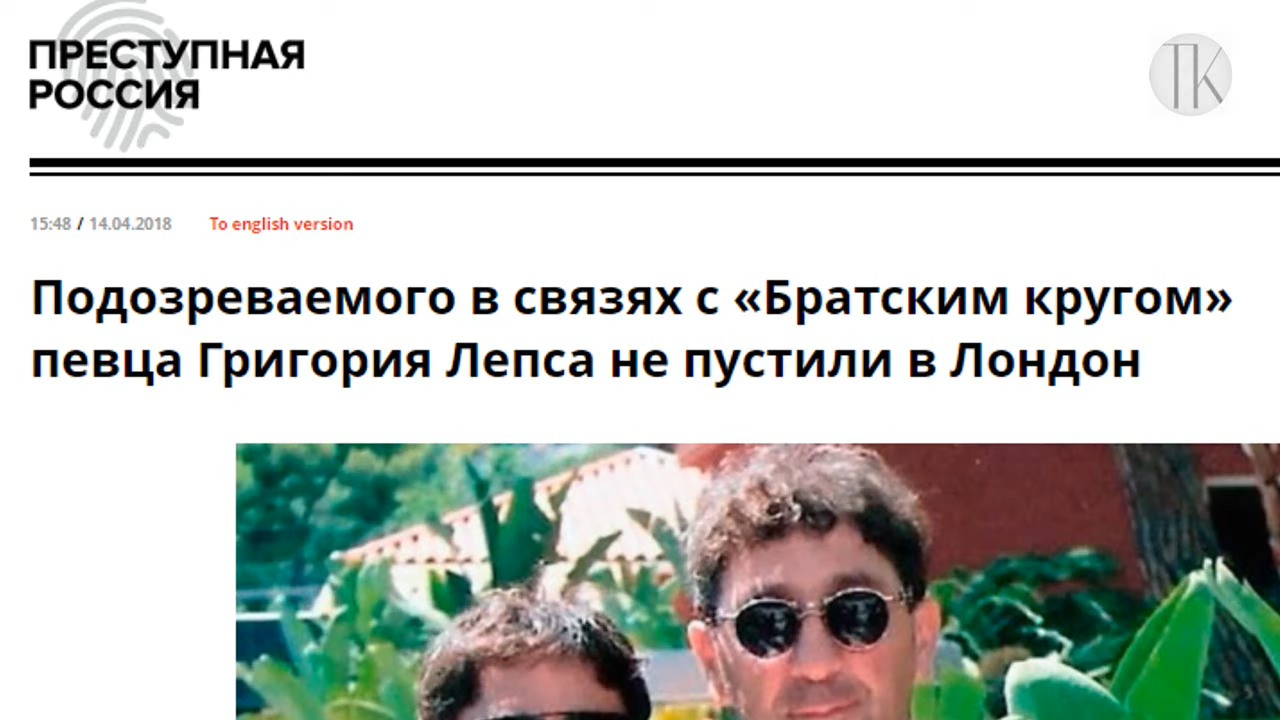 ПРЕСТУПНАЯ
РОССИЯ
ПК
15:48 / 14.04.2018 To english version
Подозреваемого в связях с «Братским кругом»
певца Григория Лепса не пустили в Лондон